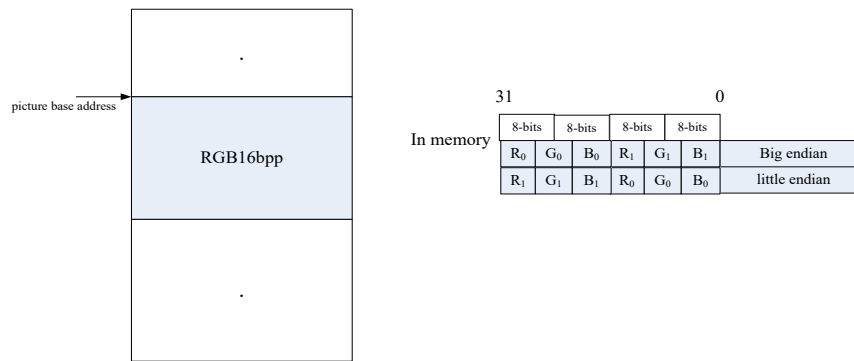 .
picture base address
RGB16bpp
.
31 0
In memory
8-bits 8-bits 8-bits 8-bits
R₀ G₀ B₀ R₁ G₁ B₁ Big endian
R₁ G₁ B₁ R₀ G₀ B₀ little endian